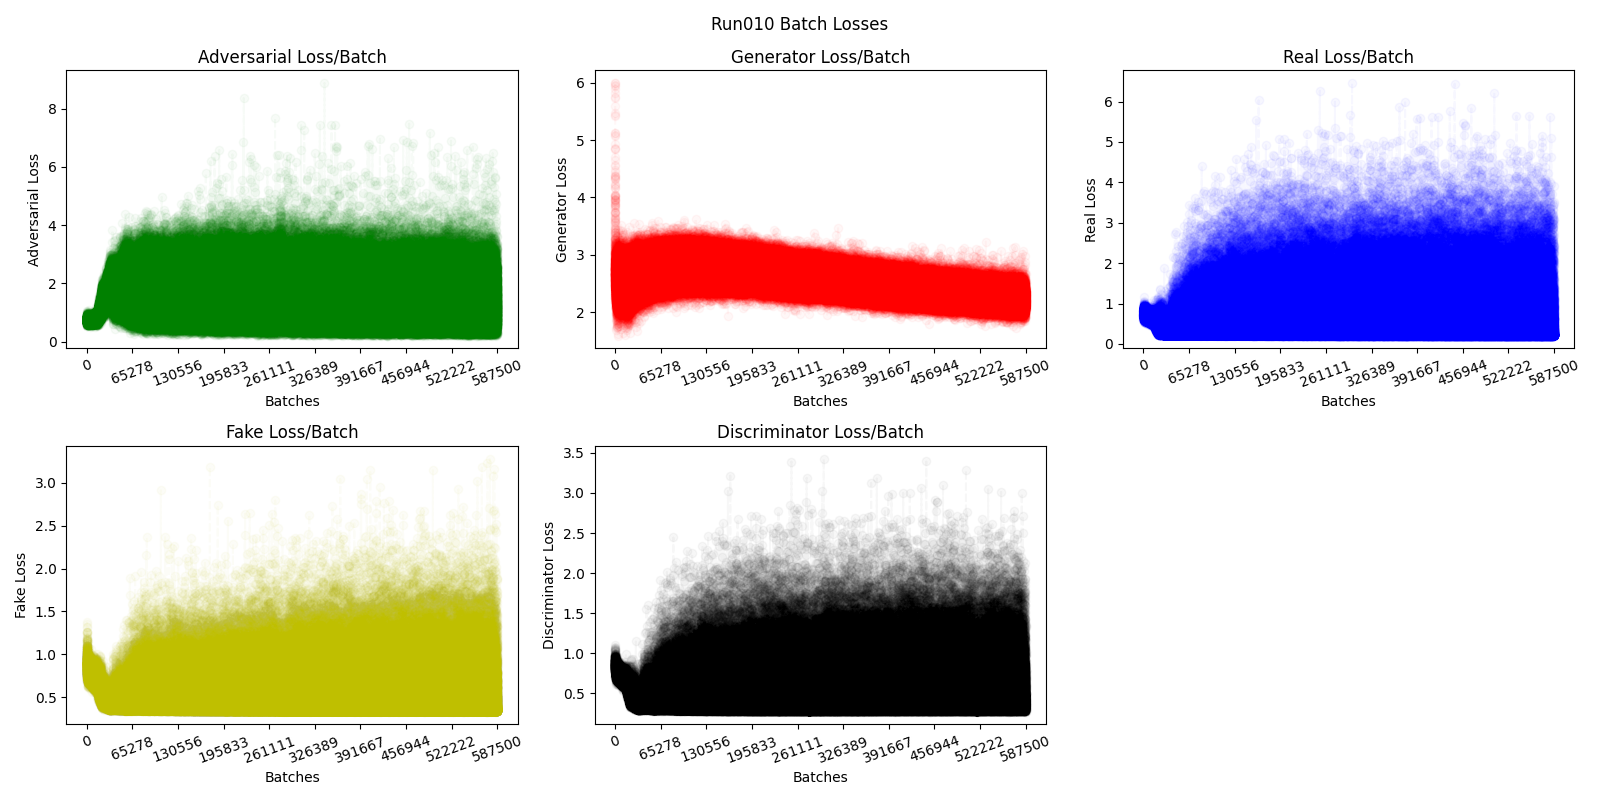 Run010 Batch Losses
Adversarial Loss/Batch
Adversarial Loss
8
6
4
2
0
0 65278 130556 195833 261111 326389 391667 456944 522222 587500
Batches
Generator Loss/Batch
Generator Loss
6
5
4
3
2
0 65278 130556 195833 261111 326389 391667 456944 522222 587500
Batches
Real Loss/Batch
Real Loss
6
5
4
3
2
1
0
0 65278 130556 195833 261111 326389 391667 456944 522222 587500
Batches
Fake Loss/Batch
Fake Loss
3.0
2.5
2.0
1.5
1.0
0.5
0 65278 130556 195833 261111 326389 391667 456944 522222 587500
Batches
Discriminator Loss/Batch
Discriminator Loss
3.5
3.0
2.5
2.0
1.5
1.0
0.5
0 65278 130556 195833 261111 326389 391667 456944 522222 587500
Batches